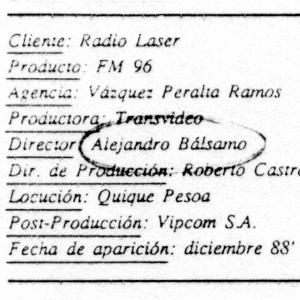 Cliente: Radio Laser
Producto: FM 96
Agencia: Vázquez Peralta Ramos
Productora: Transvideo
Director: Alejandro Bálsamo
Dir. de Producción: Roberto
Locución: Quique Pesoa
Post-Producción: Vipcom S.A.
Fecha de aparición: diciembre 88'